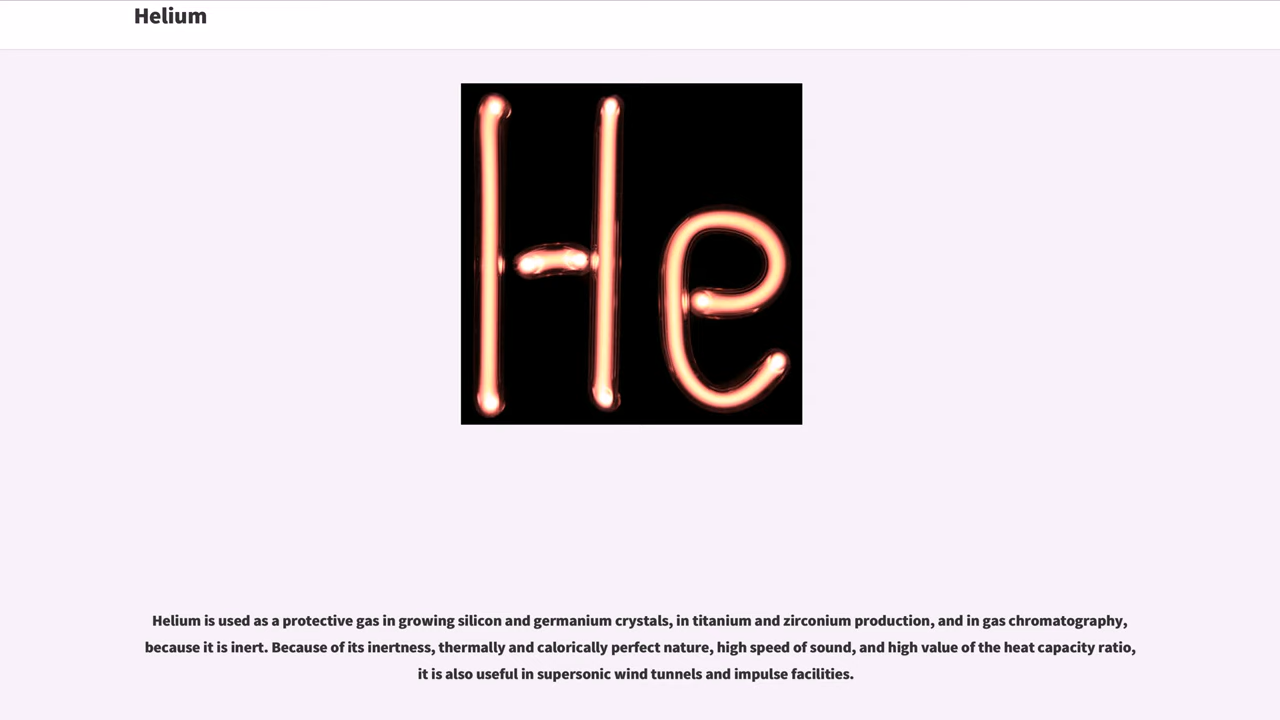 Helium
He
Helium is used as a protective gas in growing silicon and germanium crystals, in titanium and zirconium production, and in gas chromatography,
because it is inert. Because of its inertness, thermally and calorically perfect nature, high speed of sound, and high value of the heat capacity ratio,
it is also useful in supersonic wind tunnels and impulse facilities.